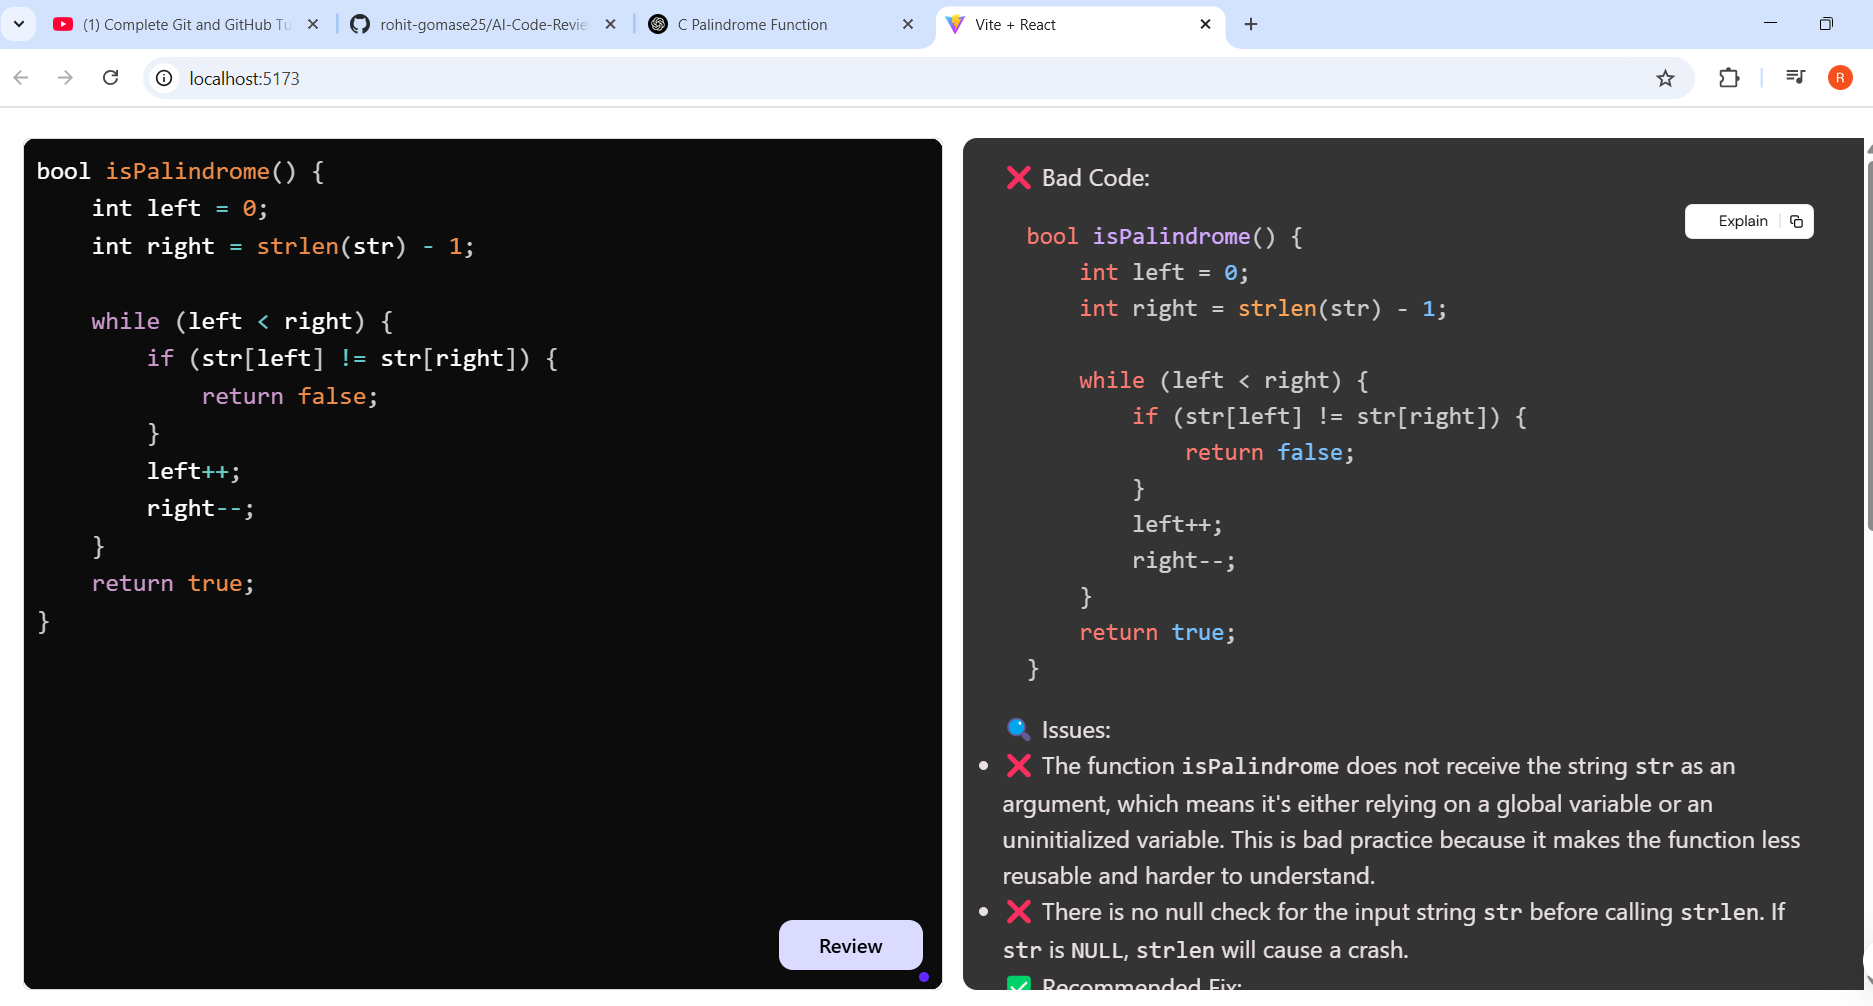 (1) Complete Git and GitHub Tu
rohit-gomase25/AI-Code-Revie
C Palindrome Function
Vite + React
localhost:5173
R
bool isPalindrome() {
    int left = 0;
    int right = strlen(str) - 1;

    while (left < right) {
        if (str[left] != str[right]) {
            return false;
        }
        left++;
        right--;
    }
    return true;
}
Review
❌ Bad Code:
Explain
bool isPalindrome() {
    int left = 0;
    int right = strlen(str) - 1;

    while (left < right) {
        if (str[left] != str[right]) {
            return false;
        }
        left++;
        right--;
    }
    return true;
}
🔍 Issues:
• ❌ The function isPalindrome does not receive the string str as an
argument, which means it's either relying on a global variable or an
uninitialized variable. This is bad practice because it makes the function less
reusable and harder to understand.
• ❌ There is no null check for the input string str before calling strlen. If
str is NULL, strlen will cause a crash.
✅ Recommended Fix: